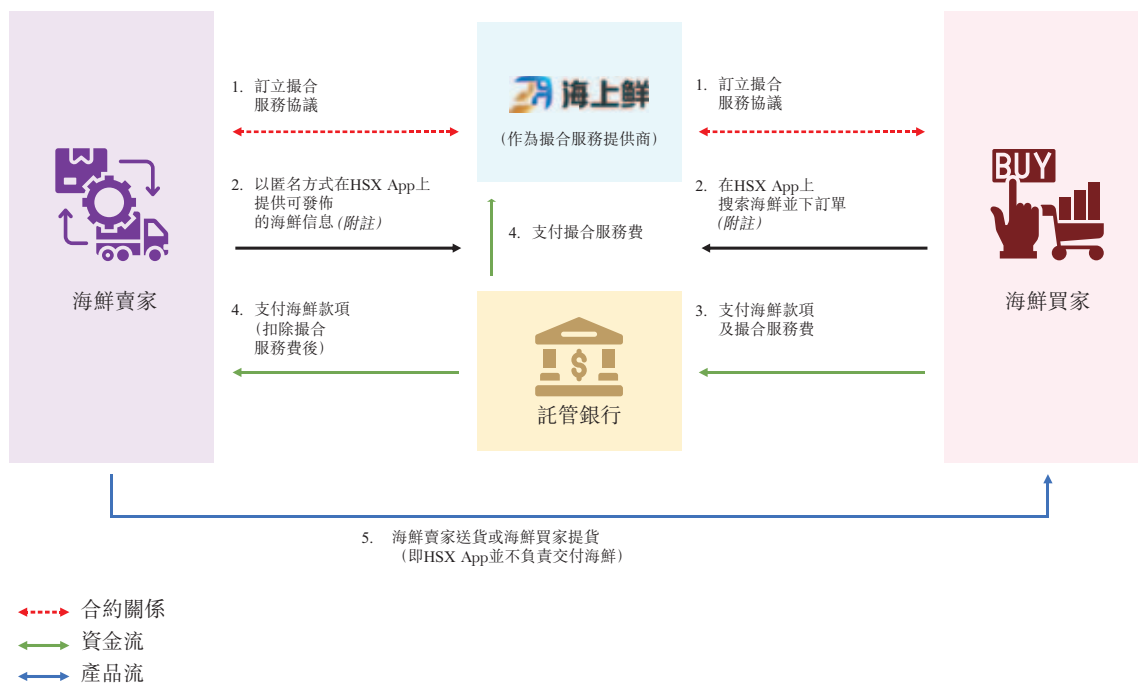 海鮮賣家
1. 訂立撮合
服務協議
2. 以匿名方式在HSX App上
提供可發佈
的海鮮信息(附註)
4. 支付海鮮款項
(扣除撮合
服務費後)
海上鲜
(作為撮合服務提供商)
4. 支付撮合服務費
$
託管銀行
1. 訂立撮合
服務協議
2. 在HSX App上
搜索海鮮並下訂單
(附註)
3. 支付海鮮款項
及撮合服務費
BUY
海鮮買家
5. 海鮮賣家送貨或海鮮買家提貨
(即HSX App並不負責交付海鮮)
合約關係
資金流
產品流